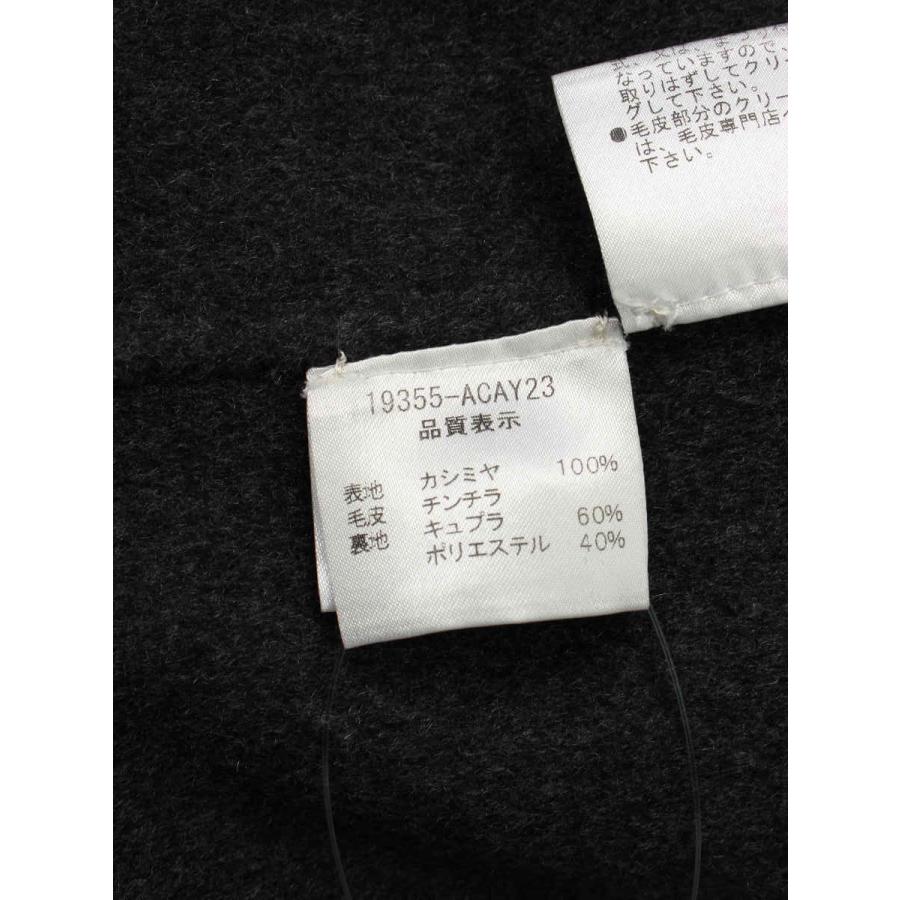 なっていますので、
取りはずしてクリー
グして下さい。
●毛皮部分のクリー
は、毛皮専門店へ
下さい。
19355-ACAY23
品質表示
表地 カシミヤ 100%
毛皮 チンチラ
裏地 キュプラ 60%
ポリエステル 40%